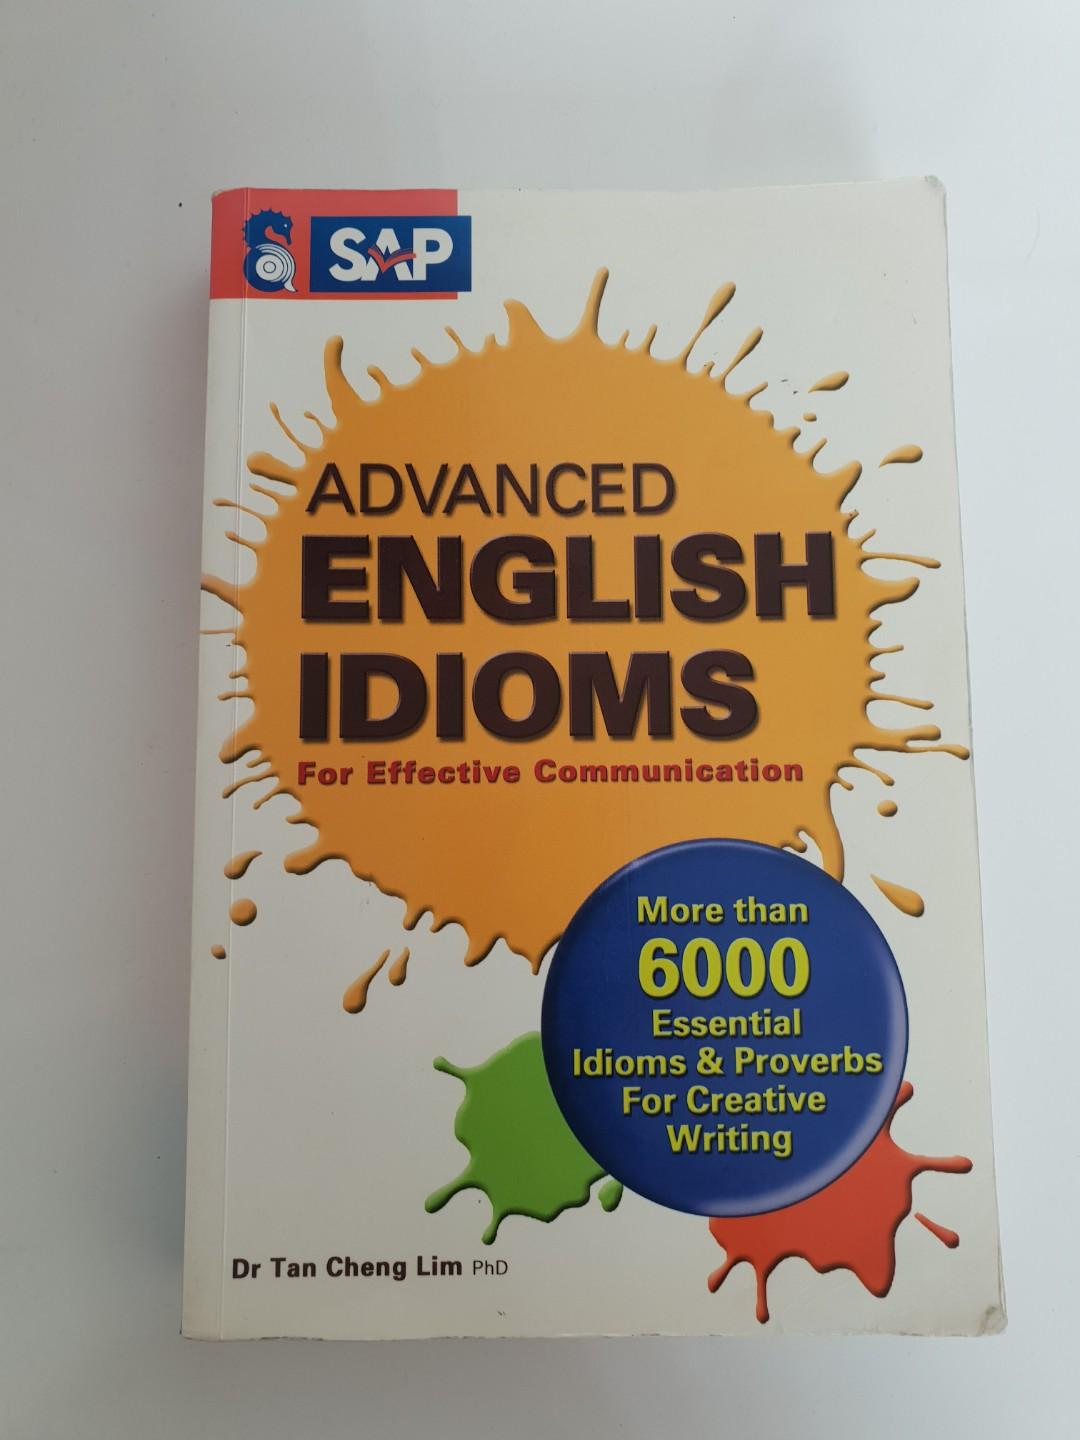 SAP
ADVANCED
ENGLISH
IDIOMS
For Effective Communication
More than
6000
Essential
Idioms & Proverbs
For Creative
Writing
Dr Tan Cheng Lim PhD